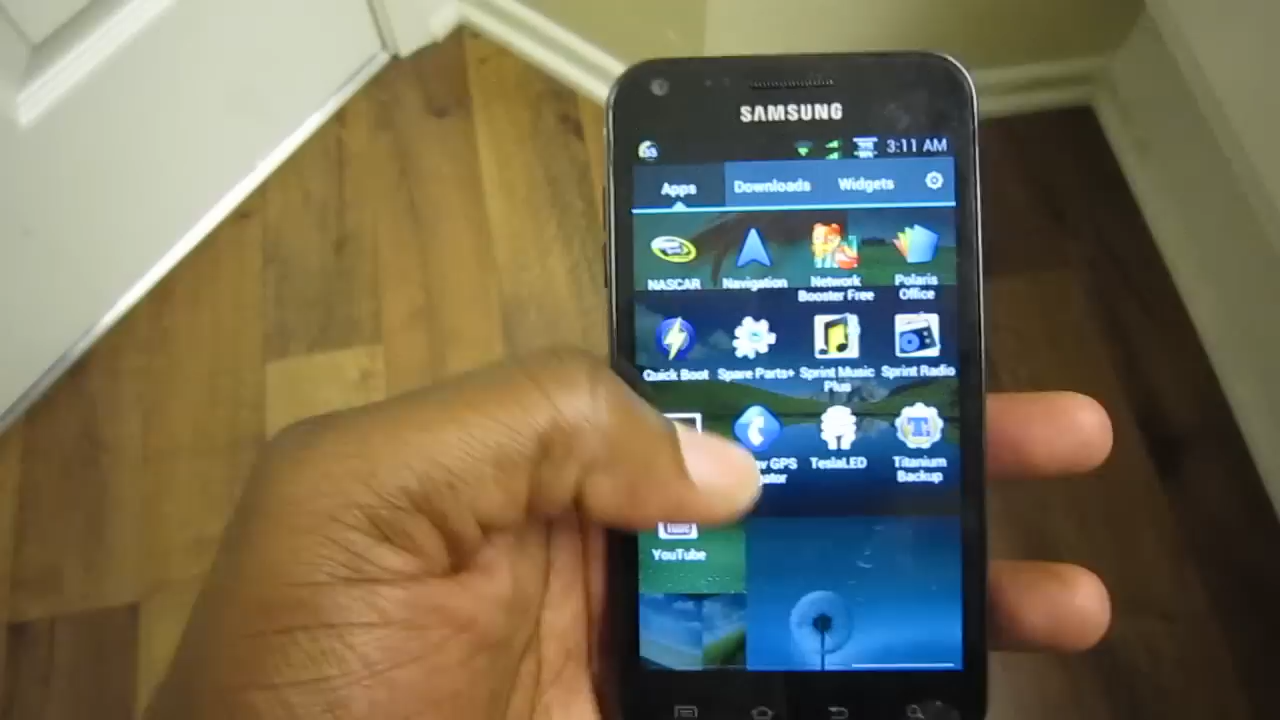 SAMSUNG
3:11 AM
Apps Downloads Widgets
NASCAR Navigation Network Booster Free Polaris Office
Quick Boot Spare Parts+ Sprint Music Plus Sprint Radio
GPS TeslaLED Titanium Backup
YouTube